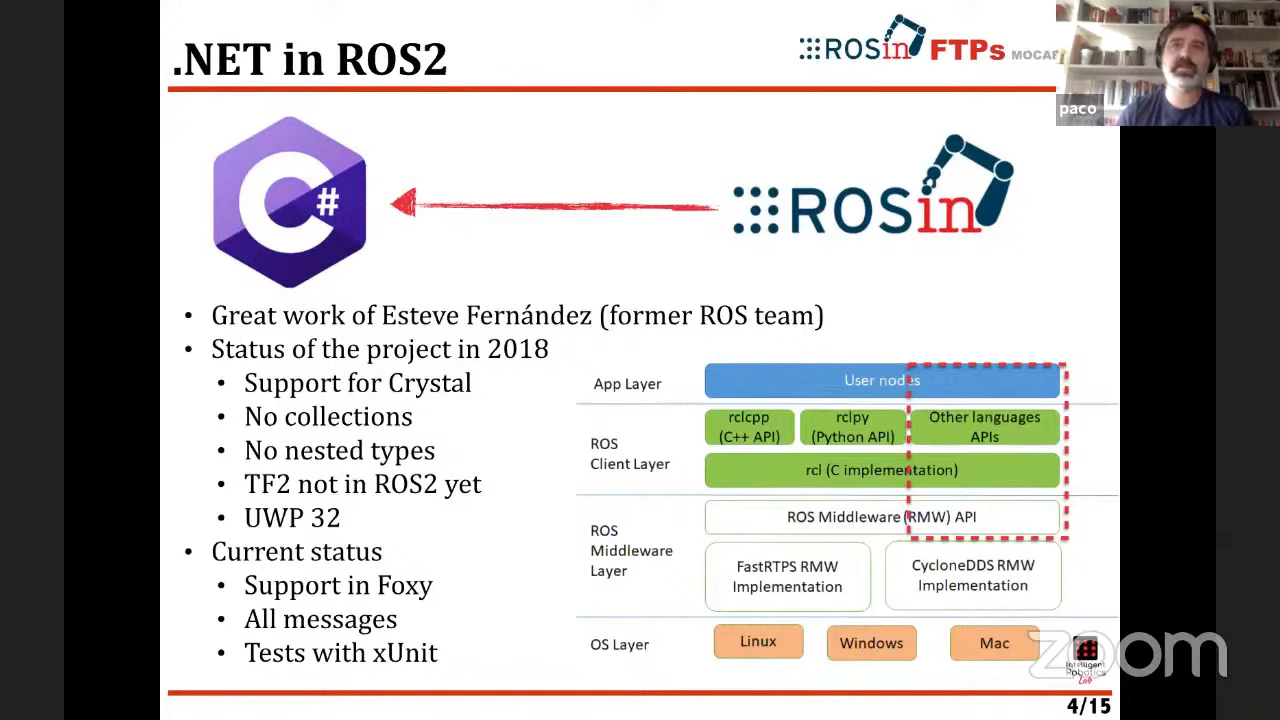 .NET in ROS2
ROSin FTPs MOCAP
paco
C#
ROSin
• Great work of Esteve Fernández (former ROS team)
• Status of the project in 2018
• Support for Crystal
• No collections
• No nested types
• TF2 not in ROS2 yet
• UWP 32
• Current status
• Support in Foxy
• All messages
• Tests with xUnit
App Layer
User nodes
ROS
Client Layer
rclcpp
(C++ API)
rclpy
(Python API)
Other languages
APIs
rcl (C implementation)
ROS
Middleware
Layer
ROS Middleware (RMW) API
FastRTPS RMW
Implementation
CycloneDDS RMW
Implementation
OS Layer
Linux
Windows
Mac
zoom
Intelligent
Robotics
Lab
4/15